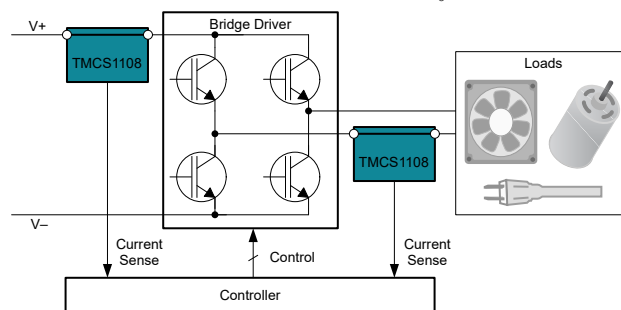 V+
Bridge Driver
TMCS1108
Loads
TMCS1108
V–
Current
Sense
Control
Current
Sense
Controller